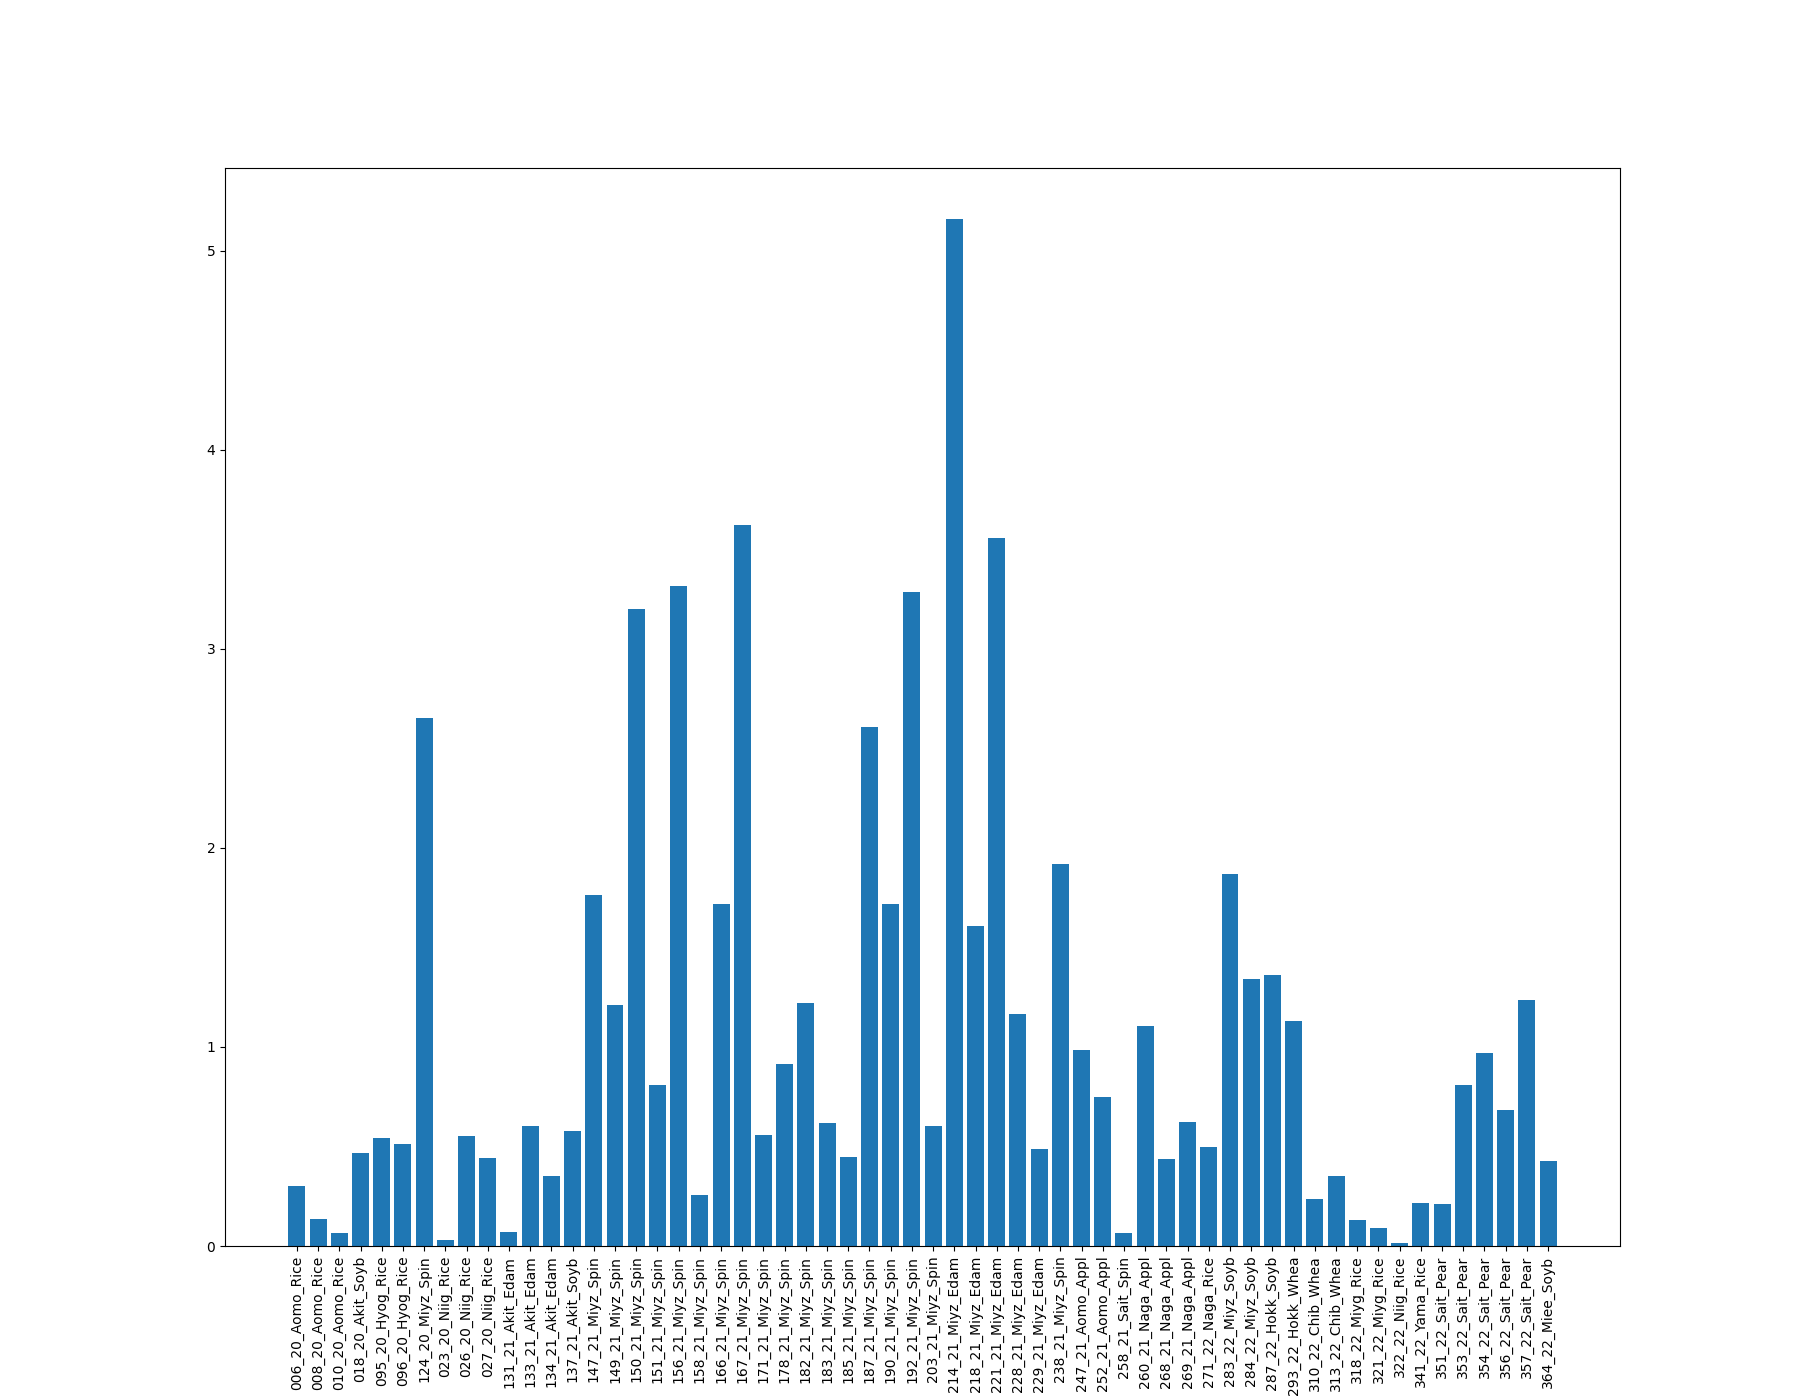 5
4
3
2
1
0
006_20_Aomo_Rice
008_20_Aomo_Rice
010_20_Aomo_Rice
018_20_Akit_Soyb
095_20_Hyog_Rice
096_20_Hyog_Rice
124_20_Miyz_Spin
023_20_Niig_Rice
026_20_Niig_Rice
027_20_Niig_Rice
131_21_Akit_Edam
133_21_Akit_Edam
134_21_Akit_Edam
137_21_Akit_Soyb
147_21_Miyz_Spin
149_21_Miyz_Spin
150_21_Miyz_Spin
151_21_Miyz_Spin
156_21_Miyz_Spin
158_21_Miyz_Spin
166_21_Miyz_Spin
167_21_Miyz_Spin
171_21_Miyz_Spin
178_21_Miyz_Spin
182_21_Miyz_Spin
183_21_Miyz_Spin
185_21_Miyz_Spin
187_21_Miyz_Spin
190_21_Miyz_Spin
192_21_Miyz_Spin
203_21_Miyz_Spin
214_21_Miyz_Edam
218_21_Miyz_Edam
221_21_Miyz_Edam
228_21_Miyz_Edam
229_21_Miyz_Edam
238_21_Miyz_Spin
247_21_Aomo_Appl
252_21_Aomo_Appl
258_21_Sait_Spin
260_21_Naga_Appl
268_21_Naga_Appl
269_21_Naga_Appl
271_22_Naga_Rice
283_22_Miyz_Soyb
284_22_Miyz_Soyb
287_22_Hokk_Soyb
293_22_Hokk_Whea
310_22_Chib_Whea
313_22_Chib_Whea
318_22_Miyg_Rice
321_22_Miyg_Rice
322_22_Niig_Rice
341_22_Yama_Rice
351_22_Sait_Pear
353_22_Sait_Pear
354_22_Sait_Pear
356_22_Sait_Pear
357_22_Sait_Pear
364_22_Miee_Soyb